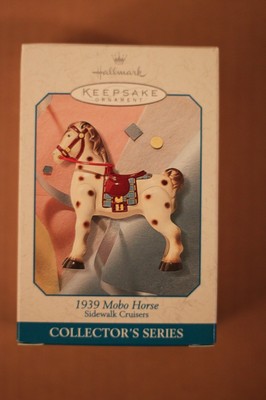 Hallmark
KEEPSAKE
ORNAMENT
1939 Mobo Horse
Sidewalk Cruisers
COLLECTOR'S SERIES